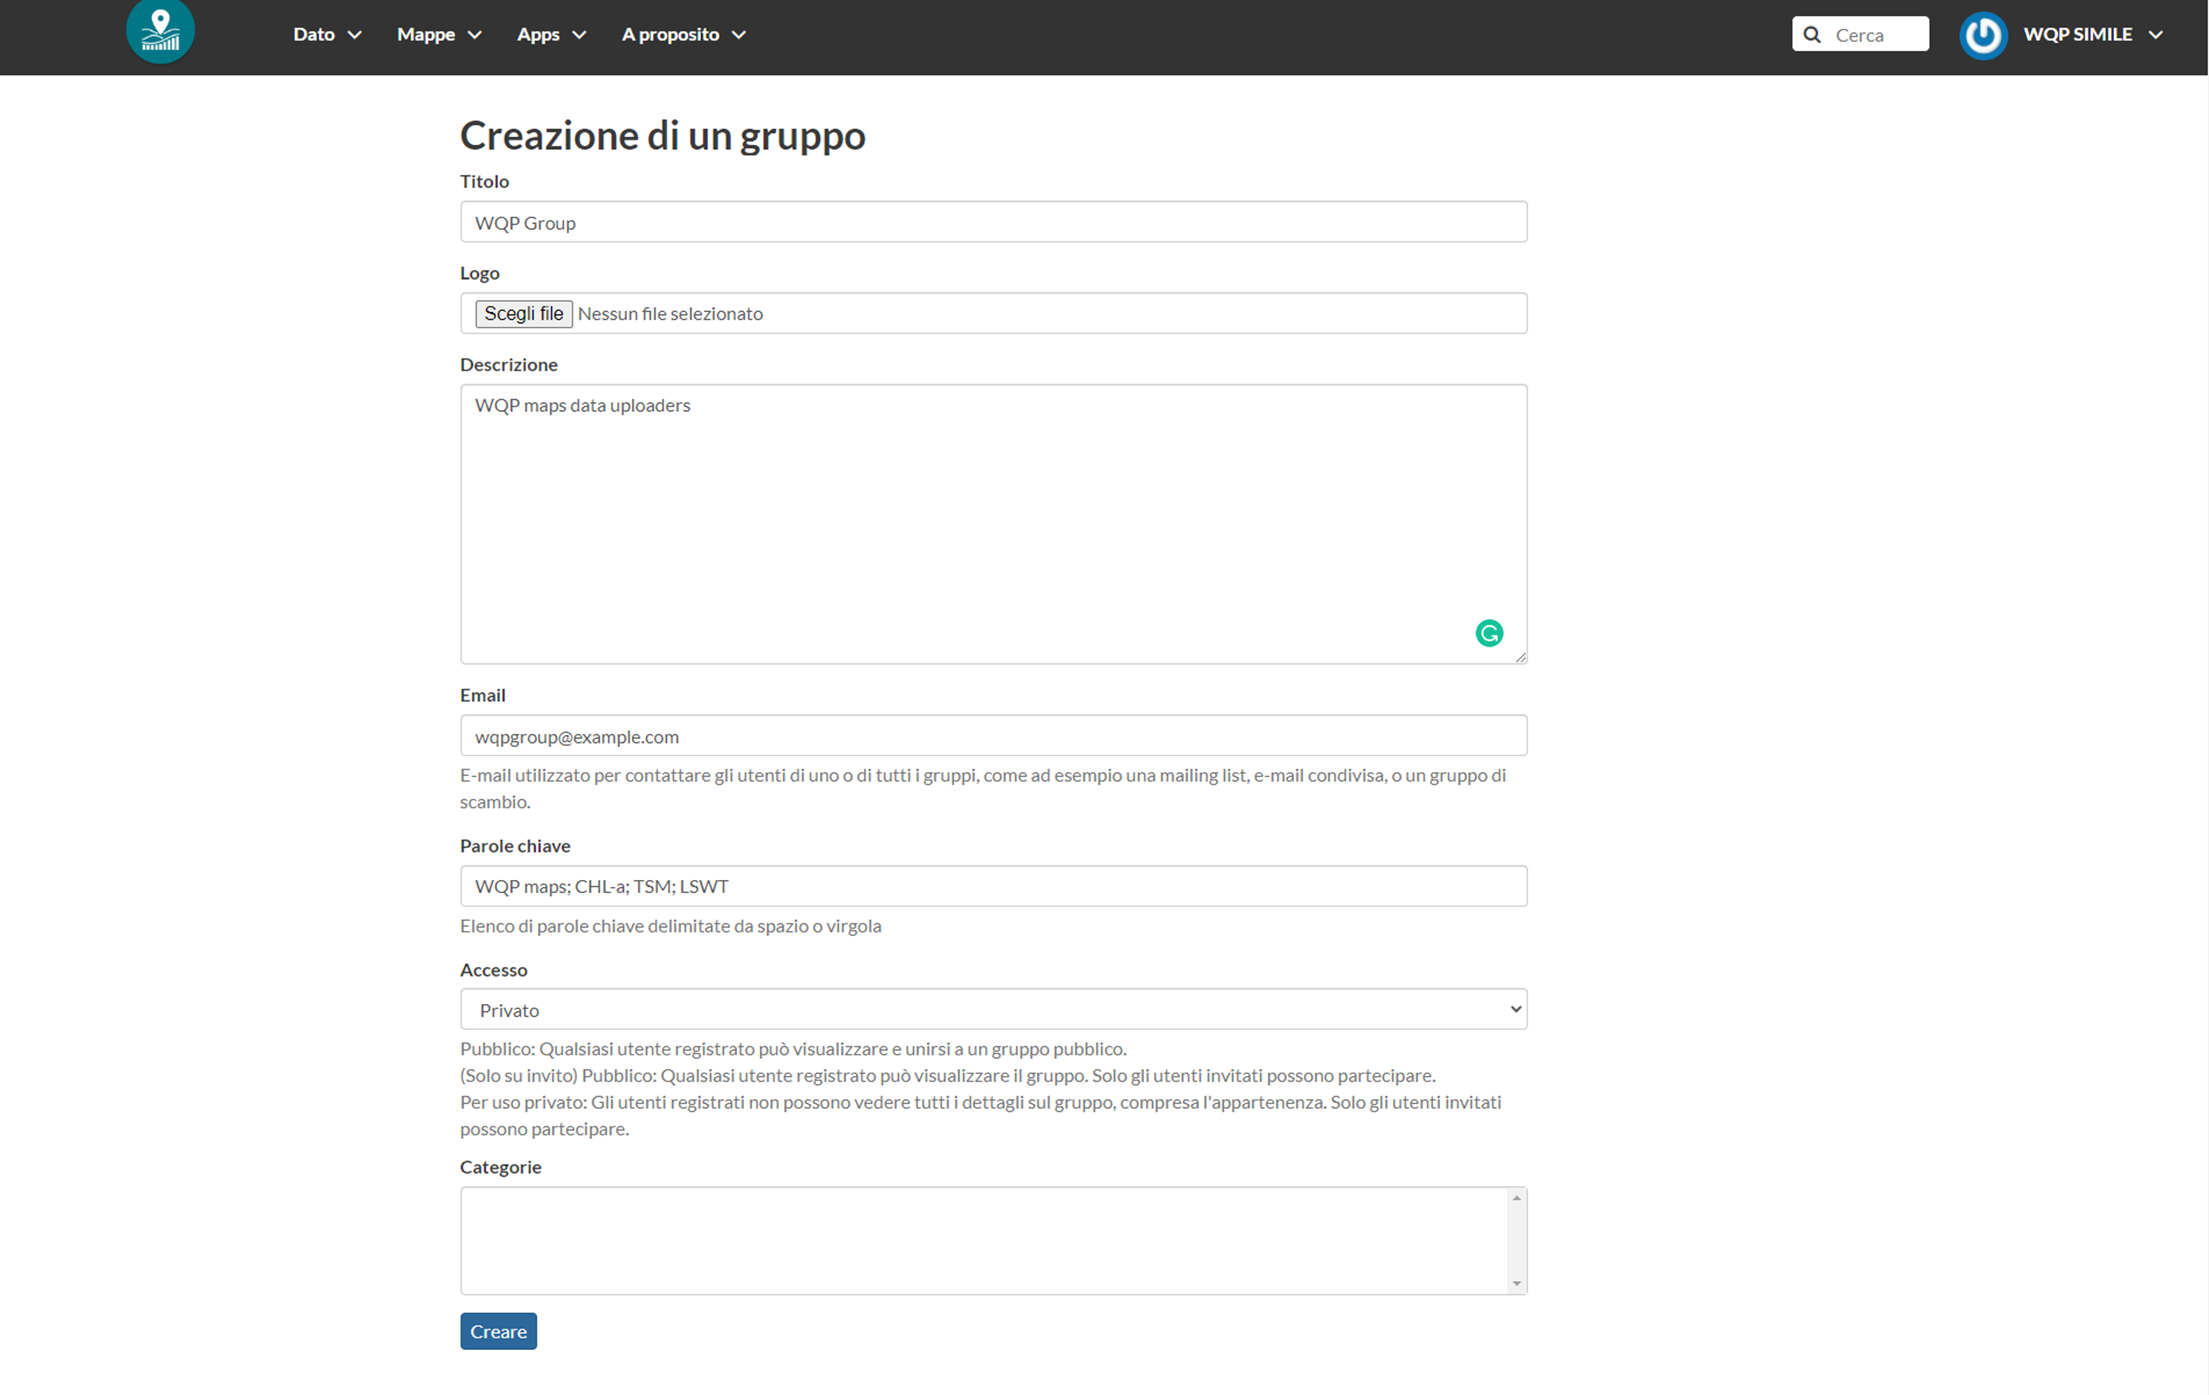 Dato
Mappe
Apps
A proposito
Cerca
WQP SIMILE
Creazione di un gruppo
Titolo
WQP Group
Logo
Scegli file Nessun file selezionato
Descrizione
WQP maps data uploaders
Email
wqpgroup@example.com
E-mail utilizzato per contattare gli utenti di uno o di tutti i gruppi, come ad esempio una mailing list, e-mail condivisa, o un gruppo di
scambio.
Parole chiave
WQP maps; CHL-a; TSM; LSWT
Elenco di parole chiave delimitate da spazio o virgola
Accesso
Privato
Pubblico: Qualsiasi utente registrato può visualizzare e unirsi a un gruppo pubblico.
(Solo su invito) Pubblico: Qualsiasi utente registrato può visualizzare il gruppo. Solo gli utenti invitati possono partecipare.
Per uso privato: Gli utenti registrati non possono vedere tutti i dettagli sul gruppo, compresa l'appartenenza. Solo gli utenti invitati
possono partecipare.
Categorie
Creare